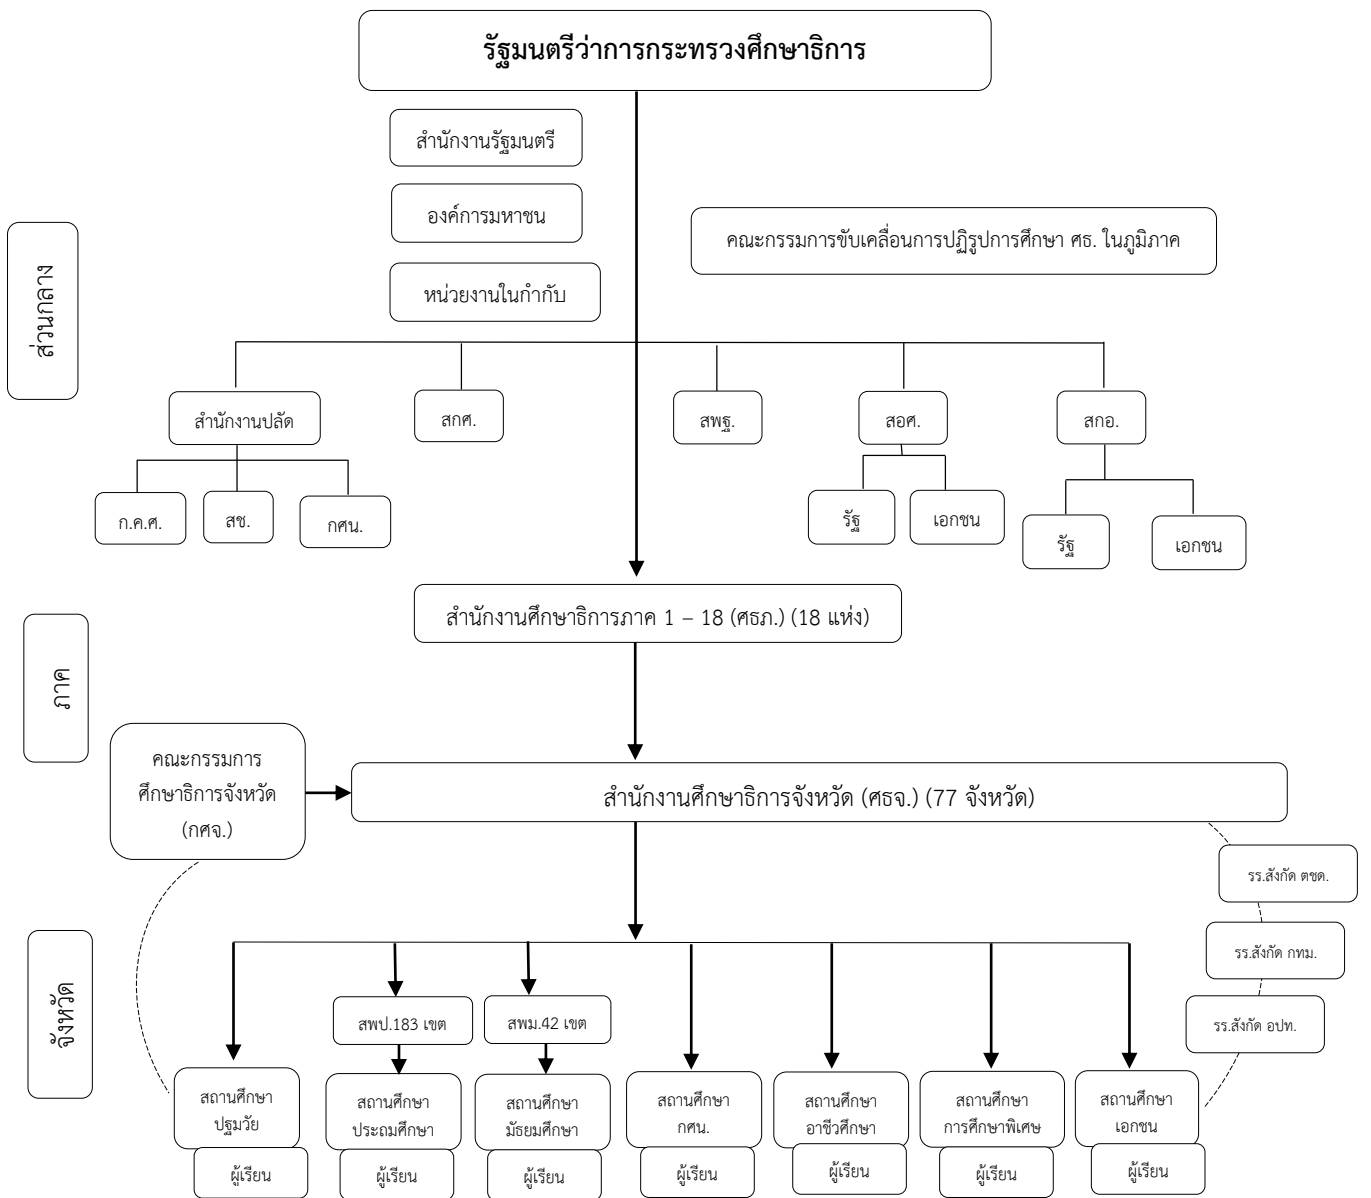 รัฐมนตรีว่าการกระทรวงศึกษาธิการ
สำนักงานรัฐมนตรี
องค์การมหาชน
คณะกรรมการขับเคลื่อนการปฏิรูปการศึกษา ศธ. ในภูมิภาค
หน่วยงานในกำกับ
ส่วนกลาง
สำนักงานปลัด
สกศ.
สพฐ.
สอศ.
สกอ.
ก.ค.ศ.
สช.
กศน.
รัฐ
เอกชน
รัฐ
เอกชน
สำนักงานศึกษาธิการภาค 1 – 18 (ศธภ.) (18 แห่ง)
ภาค
คณะกรรมการ
ศึกษาธิการจังหวัด
(กศจ.)
สำนักงานศึกษาธิการจังหวัด (ศธจ.) (77 จังหวัด)
รร.สังกัด ตชด.
รร.สังกัด กทม.
รร.สังกัด อปท.
จังหวัด
สพป.183 เขต
สพม.42 เขต
สถานศึกษา
ปฐมวัย
สถานศึกษา
ประถมศึกษา
สถานศึกษา
มัธยมศึกษา
สถานศึกษา
กศน.
สถานศึกษา
อาชีวศึกษา
สถานศึกษา
การศึกษาพิเศษ
สถานศึกษา
เอกชน
ผู้เรียน
ผู้เรียน
ผู้เรียน
ผู้เรียน
ผู้เรียน
ผู้เรียน
ผู้เรียน